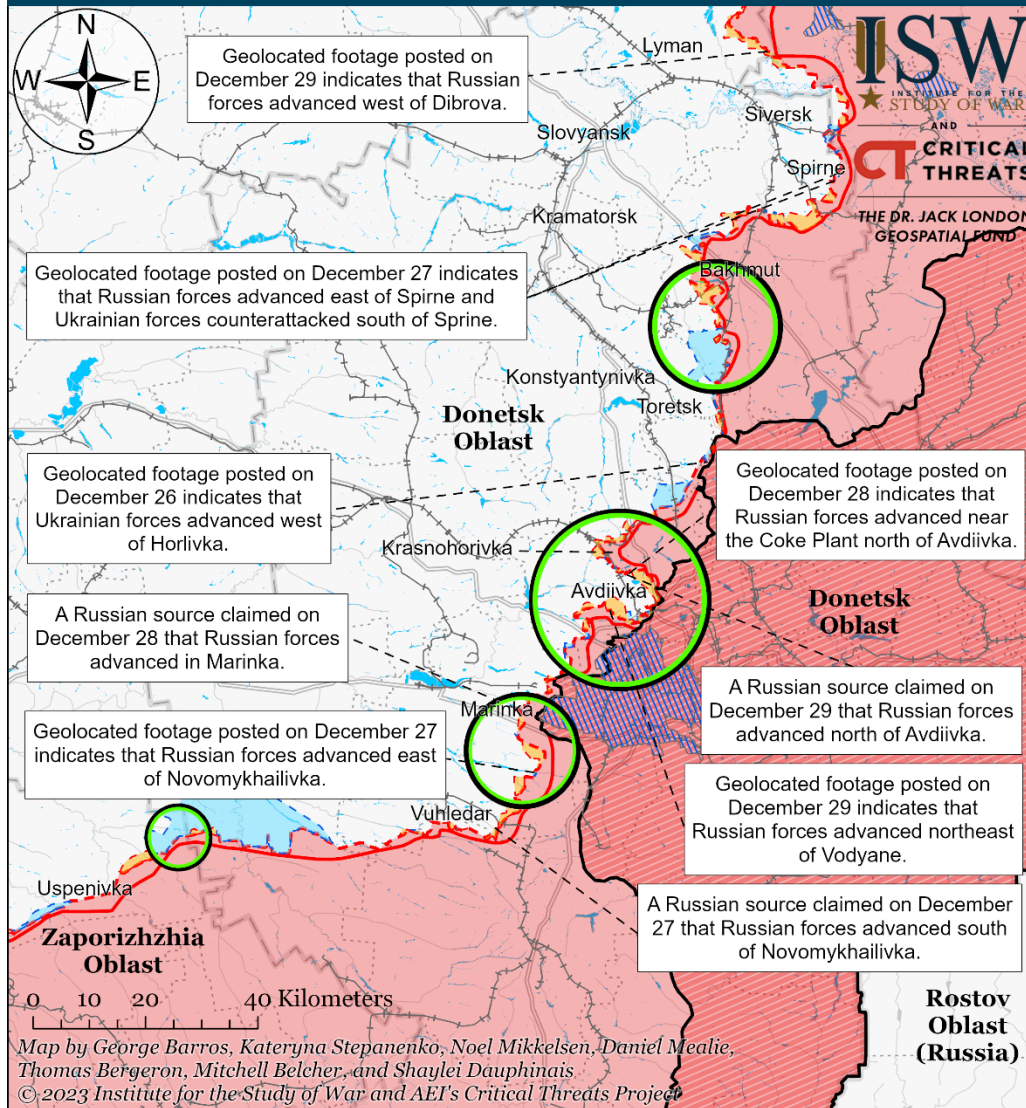 N
W
E
S
Geolocated footage posted on
December 29 indicates that Russian
forces advanced west of Dibrova.
Lyman
ISW
INSTITUTE FOR THE
STUDY OF WAR
AND
CT CRITICAL
THREATS
THE DR. JACK LONDON
GEOSPATIAL FUND
Siversk
Slovyansk
Spirne
Kramatorsk
Geolocated footage posted on December 27 indicates
that Russian forces advanced east of Spirne and
Ukrainian forces counterattacked south of Sprine.
Bakhmut
Konstyantynivka
Toretsk
Donetsk
Oblast
Geolocated footage posted on
December 26 indicates that
Ukrainian forces advanced west
of Horlivka.
Geolocated footage posted on
December 28 indicates that
Russian forces advanced near
the Coke Plant north of Avdiivka.
Krasnohorivka
Avdiivka
Donetsk
Oblast
A Russian source claimed on
December 28 that Russian forces
advanced in Marinka.
A Russian source claimed on
December 29 that Russian forces
advanced north of Avdiivka.
Marinka
Geolocated footage posted on December 27
indicates that Russian forces advanced east
of Novomykhailivka.
Geolocated footage posted on
December 29 indicates that
Russian forces advanced northeast
of Vodyane.
Vuhledar
Uspenivka
A Russian source claimed on December
27 that Russian forces advanced south
of Novomykhailivka.
Zaporizhzhia
Oblast
0 10 20 40 Kilometers
Rostov
Oblast
(Russia)
Map by George Barros, Kateryna Stepanenko, Noel Mikkelsen, Daniel Mealie,
Thomas Bergeron, Mitchell Belcher, and Shaylei Dauphinais
© 2023 Institute for the Study of War and AEI's Critical Threats Project